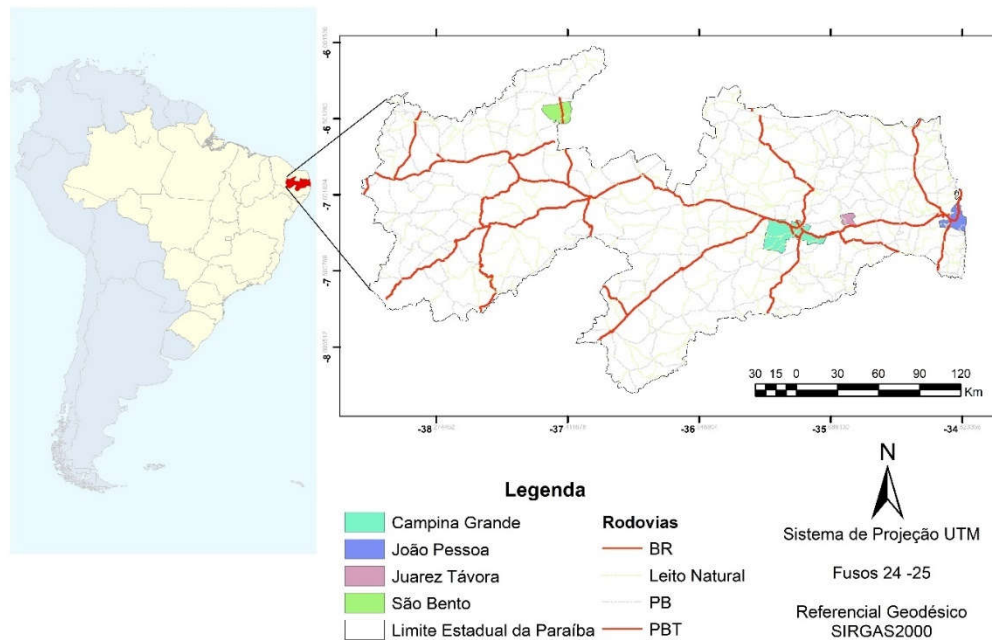 -6
-6
-7
-7
-8
30 15 0 30 60 90 120
Km
-38 -37 -36 -35 -34
N
Legenda
Campina Grande
João Pessoa
Juarez Távora
São Bento
Limite Estadual da Paraíba
Rodovias
BR
Leito Natural
PB
PBT
Sistema de Projeção UTM
Fusos 24 -25
Referencial Geodésico
SIRGAS2000